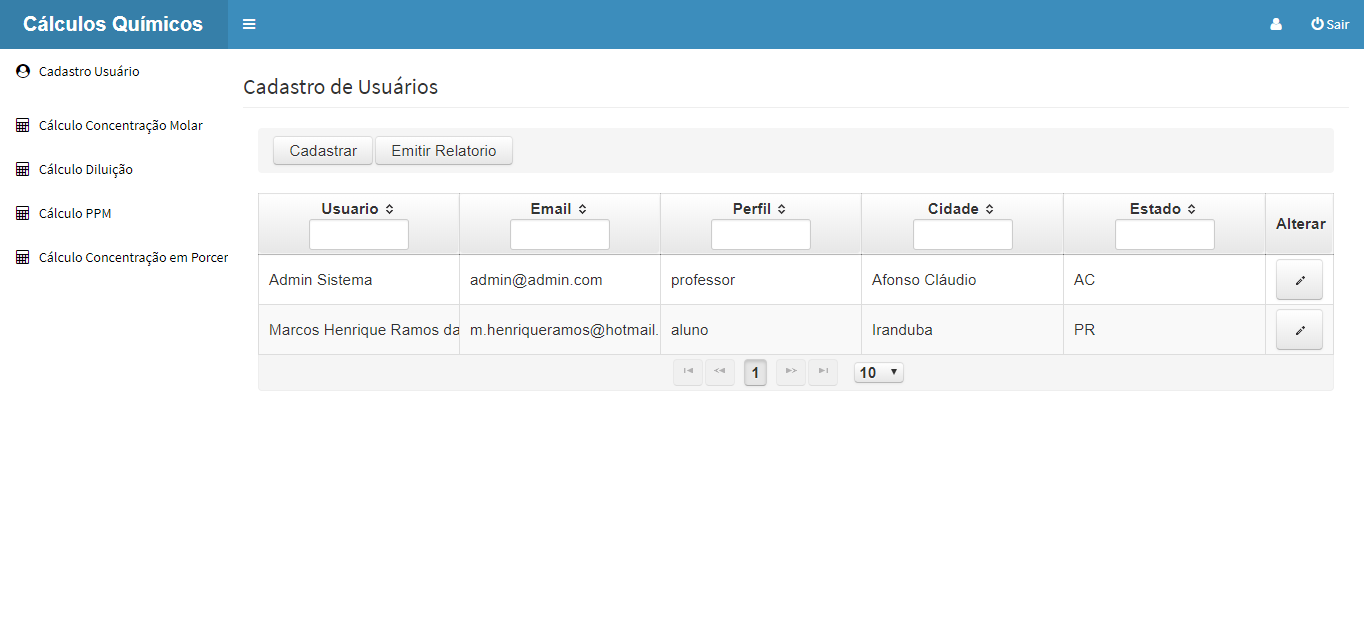 Cálculos Químicos
Sair
Cadastro Usuário
Cálculo Concentração Molar
Cálculo Diluição
Cálculo PPM
Cálculo Concentração em Porcer
Cadastro de Usuários
Cadastrar Emitir Relatorio
Usuario Email Perfil Cidade Estado Alterar
Admin Sistema admin@admin.com professor Afonso Cláudio AC
Marcos Henrique Ramos da m.henriqueramos@hotmail. aluno Iranduba PR
1 10